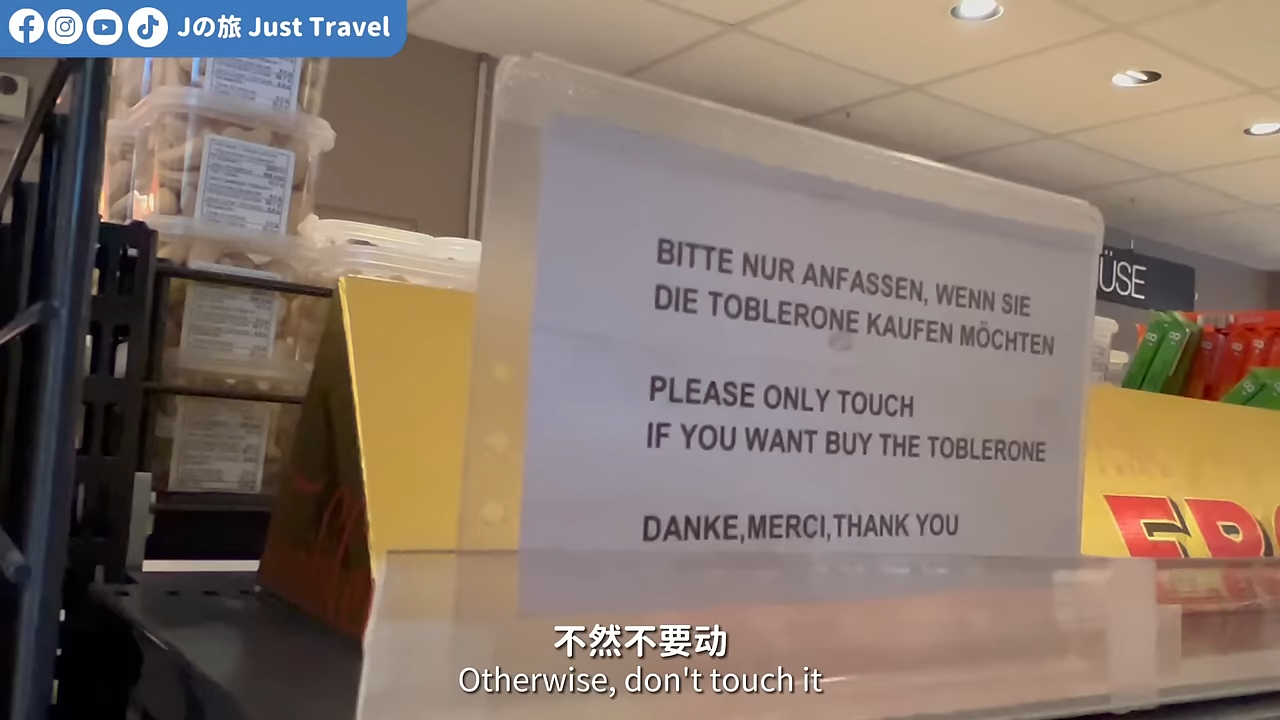 Jの旅 Just Travel
BITTE NUR ANFASSEN, WENN SIE
DIE TOBLERONE KAUFEN MÖCHTEN
PLEASE ONLY TOUCH
IF YOU WANT BUY THE TOBLERONE
DANKE,MERCI,THANK YOU
ÜSE
不然不要动
Otherwise, don't touch it